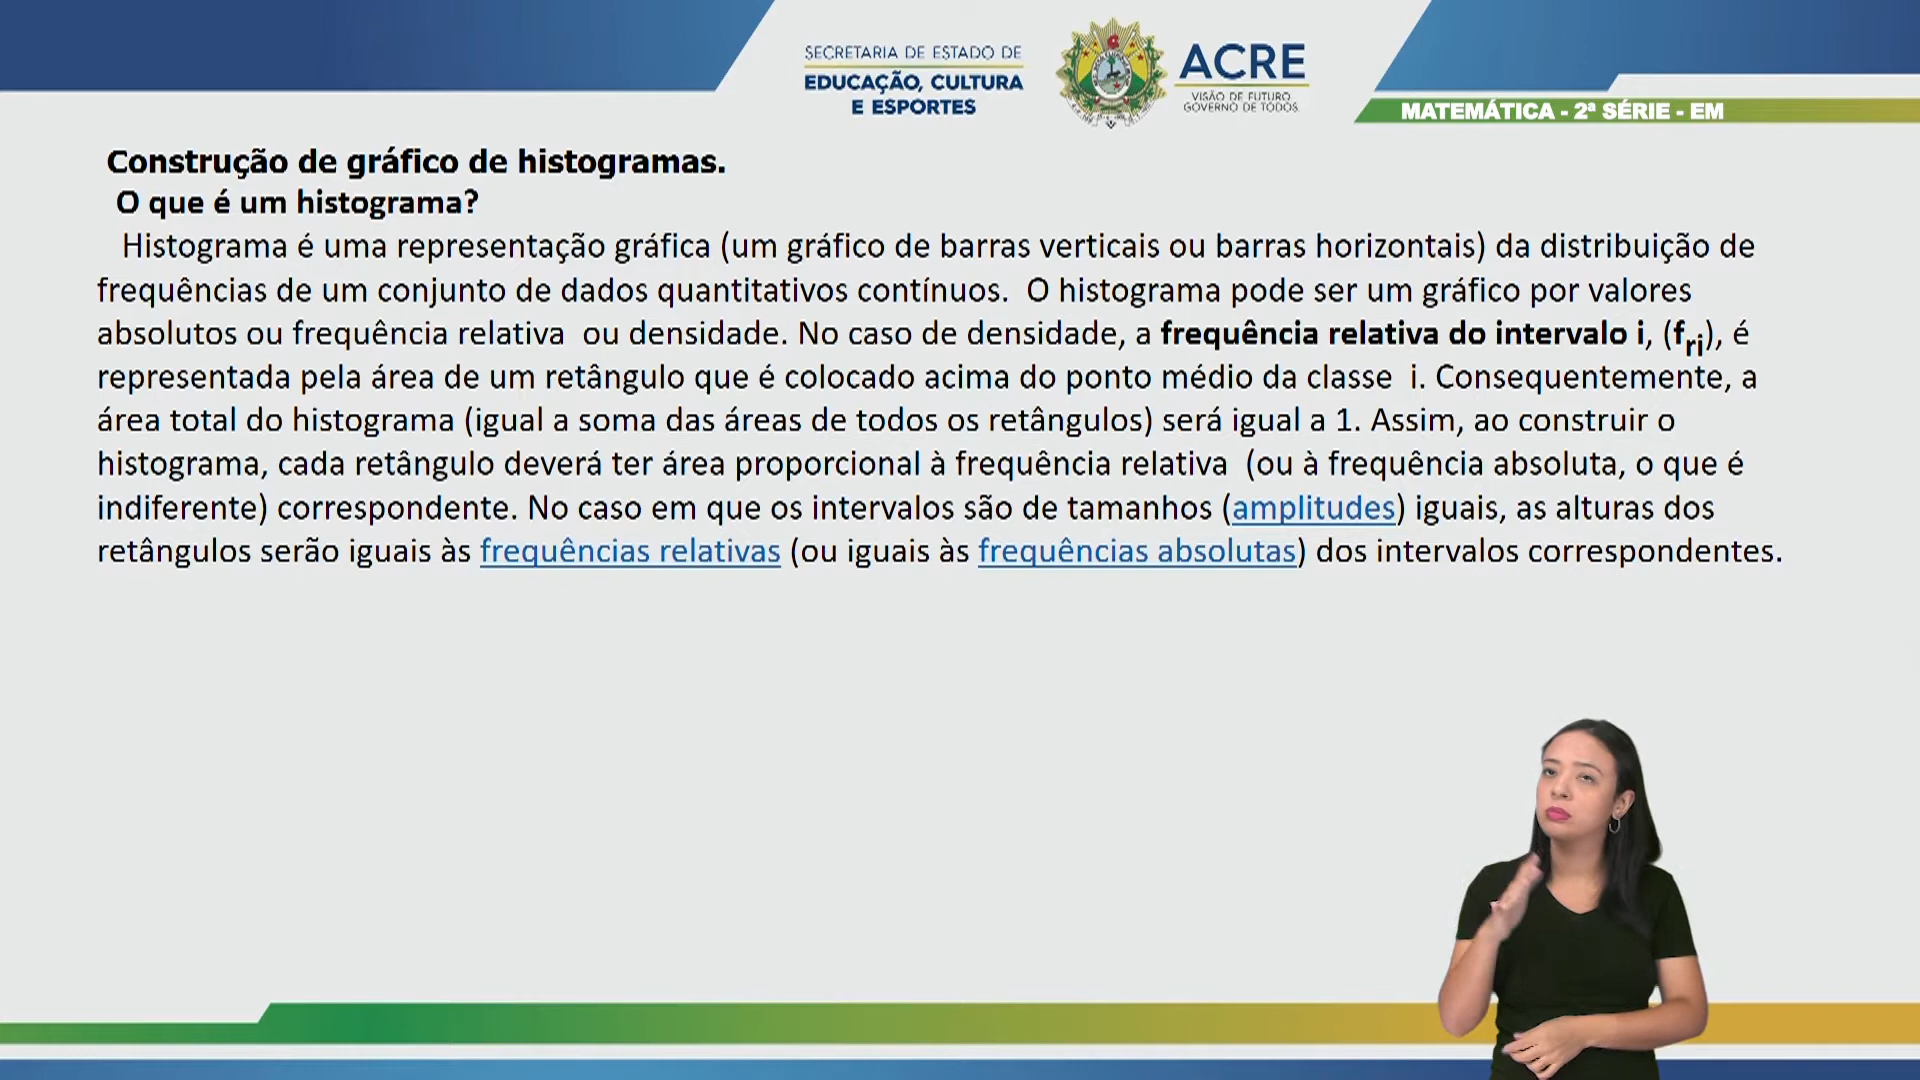 SECRETARIA DE ESTADO DE
EDUCAÇÃO, CULTURA
E ESPORTES
ACRE
VISÃO DE FUTURO
GOVERNO DE TODOS
MATEMÁTICA - 2ª SÉRIE - EM
Construção de gráfico de histogramas.
O que é um histograma?
Histograma é uma representação gráfica (um gráfico de barras verticais ou barras horizontais) da distribuição de
frequências de um conjunto de dados quantitativos contínuos. O histograma pode ser um gráfico por valores
absolutos ou frequência relativa ou densidade. No caso de densidade, a frequência relativa do intervalo i, (fri), é
representada pela área de um retângulo que é colocado acima do ponto médio da classe i. Consequentemente, a
área total do histograma (igual a soma das áreas de todos os retângulos) será igual a 1. Assim, ao construir o
histograma, cada retângulo deverá ter área proporcional à frequência relativa (ou à frequência absoluta, o que é
indiferente) correspondente. No caso em que os intervalos são de tamanhos (amplitudes) iguais, as alturas dos
retângulos serão iguais às frequências relativas (ou iguais às frequências absolutas) dos intervalos correspondentes.